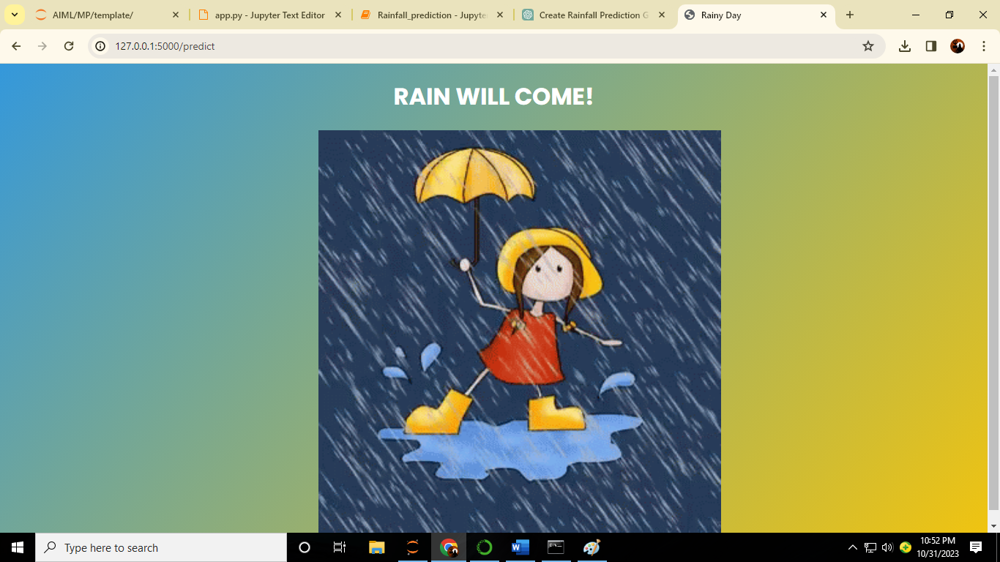 AIML/MP/template/
app.py - Jupyter Text Editor
Rainfall_prediction - Jupyte
Create Rainfall Prediction G
Rainy Day
127.0.0.1:5000/predict
RAIN WILL COME!
Type here to search
10:52 PM
10/31/2023